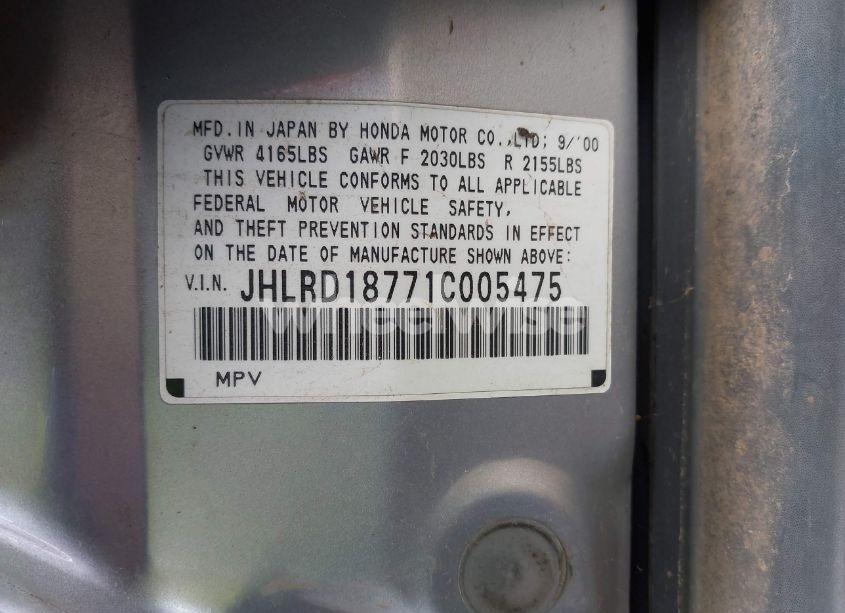 MFD.IN JAPAN BY HONDA MOTOR CO.,LTD; 9/'00
GVWR 4165LBS GAWR F 2030LBS R 2155LBS
THIS VEHICLE CONFORMS TO ALL APPLICABLE
FEDERAL MOTOR VEHICLE SAFETY,
AND THEFT PREVENTION STANDARDS IN EFFECT
ON THE DATE OF MANUFACTURE SHOWN ABOVE:
V.I.N. JHLRD18771C005475
wheelwise
MPV